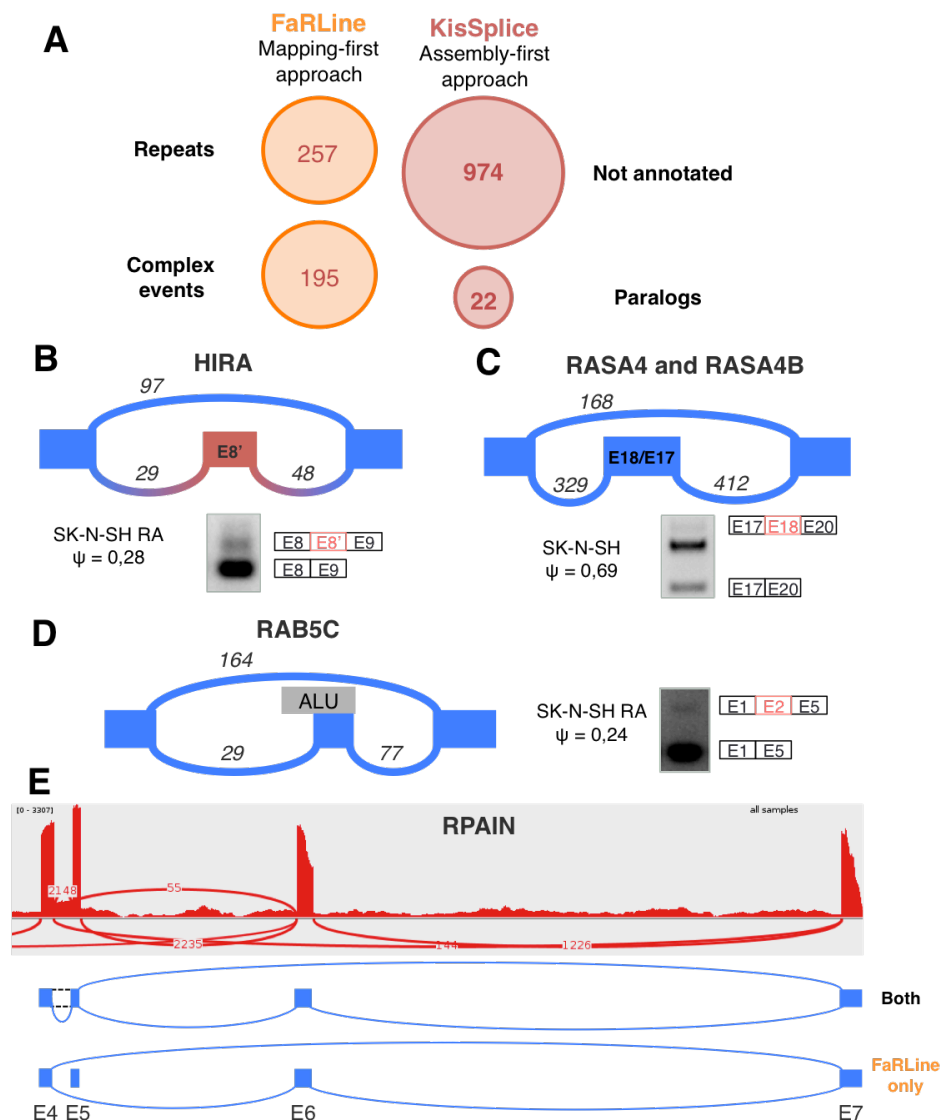 A
FaRLine
Mapping-first
approach
KisSplice
Assembly-first
approach
Repeats
257
974
Not annotated
Complex
events
195
22
Paralogs
B
HIRA
97
E8’
29
48
SK-N-SH RA
ψ = 0,28
E8 E8’ E9
E8 E9
C
RASA4 and RASA4B
168
E18/E17
329
412
SK-N-SH
ψ = 0,69
E17 E18 E20
E17 E20
D
RAB5C
164
ALU
29
77
SK-N-SH RA
ψ = 0,24
E1 E2 E5
E1 E5
E
[0 - 3307]
RPAIN
all samples
2148
55
2235
144
1226
Both
FaRLine
only
E4 E5 E6 E7